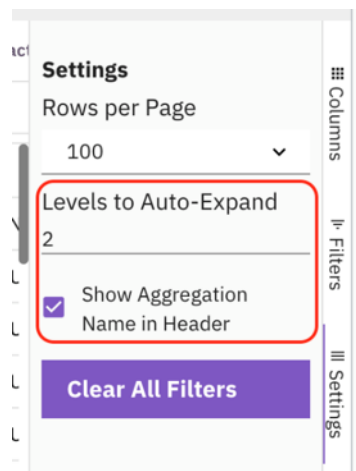 Settings
Rows per Page
100
Levels to Auto-Expand
2
Show Aggregation
Name in Header
Clear All Filters
Columns
Filters
Settings